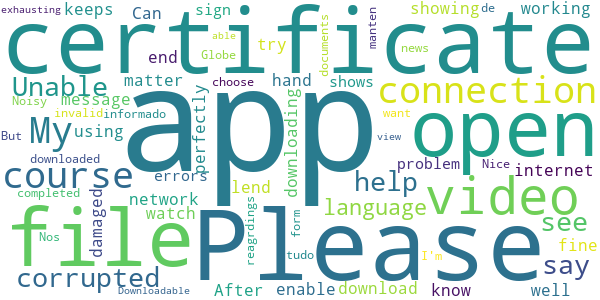 exhausting keeps Can sign showing de working
certificate
Globe try documents manten news able
Unable end matter hand shows choose connection
Noisy message invalid informado perfectly
app
But My using downloading want open view
downloaded course errors problem Nice internet
completed network lend help language video
damaged watch see
file Please
Nos reagrdings form tudo I'm fine
corrupted say
Downloadable After enable download know well